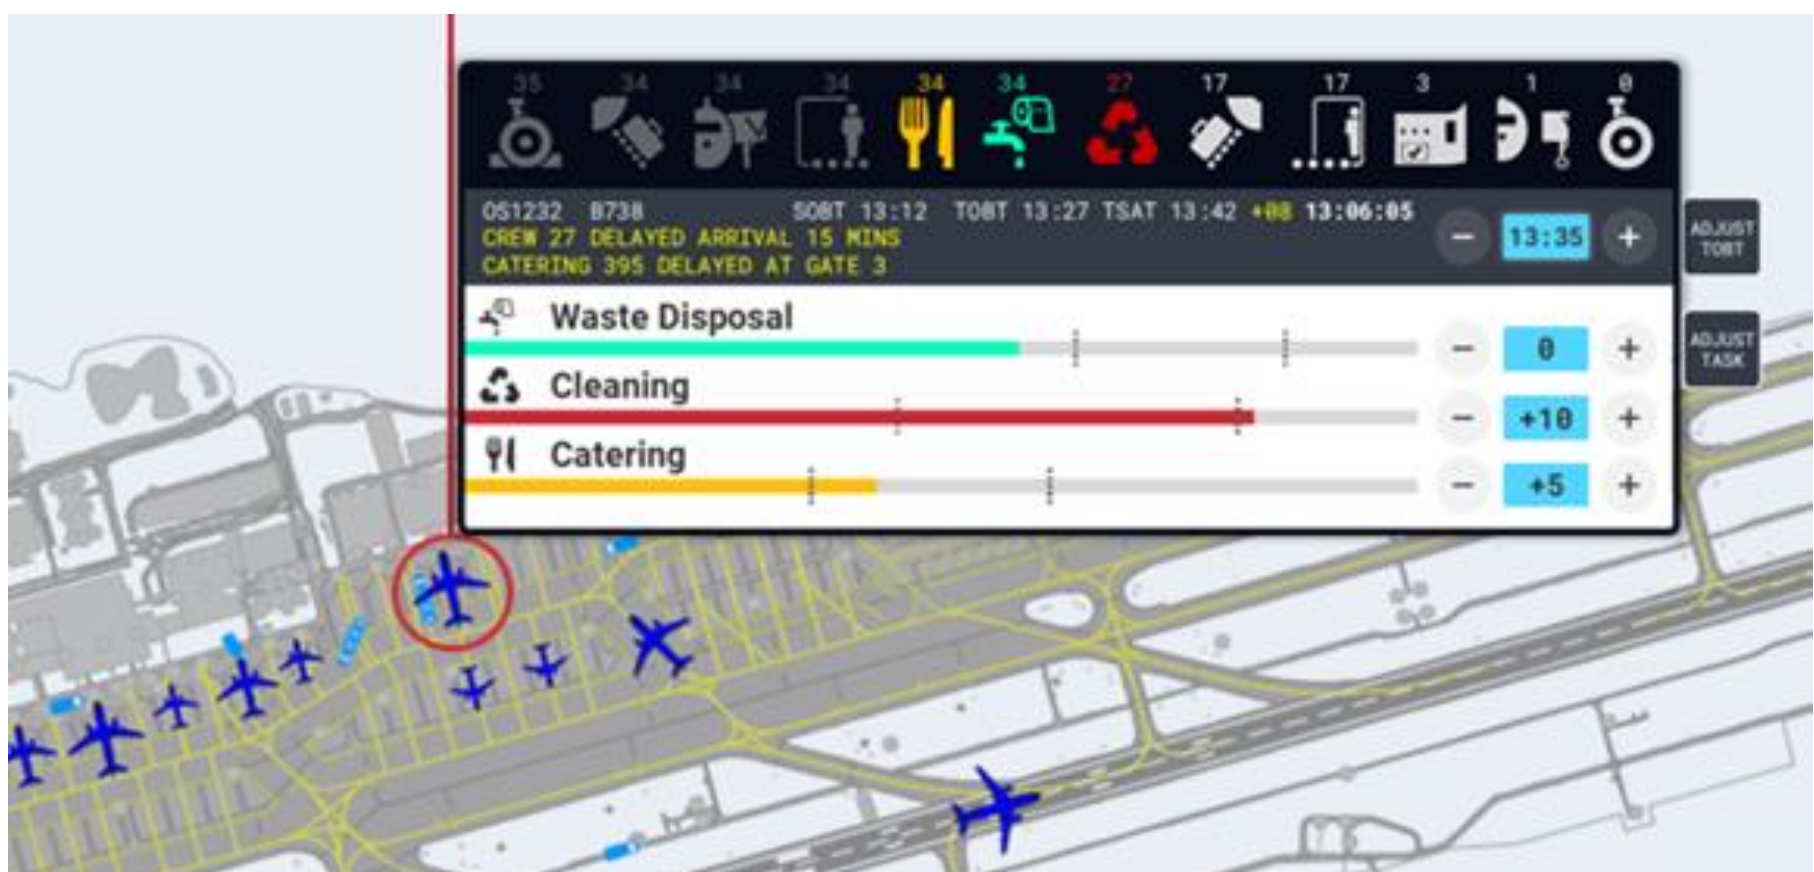 35 34 34 34 34 34 27 17 17 3 1 0
OS1232 B738 SOBT 13:12 TOBT 13:27 TSAT 13:42 +08 13:06:05
CREW 27 DELAYED ARRIVAL 15 MINS
CATERING 395 DELAYED AT GATE 3
− 13:35 +
ADJUST
TOBT
Waste Disposal
− 0 +
ADJUST
TASK
Cleaning
− +10 +
Catering
− +5 +